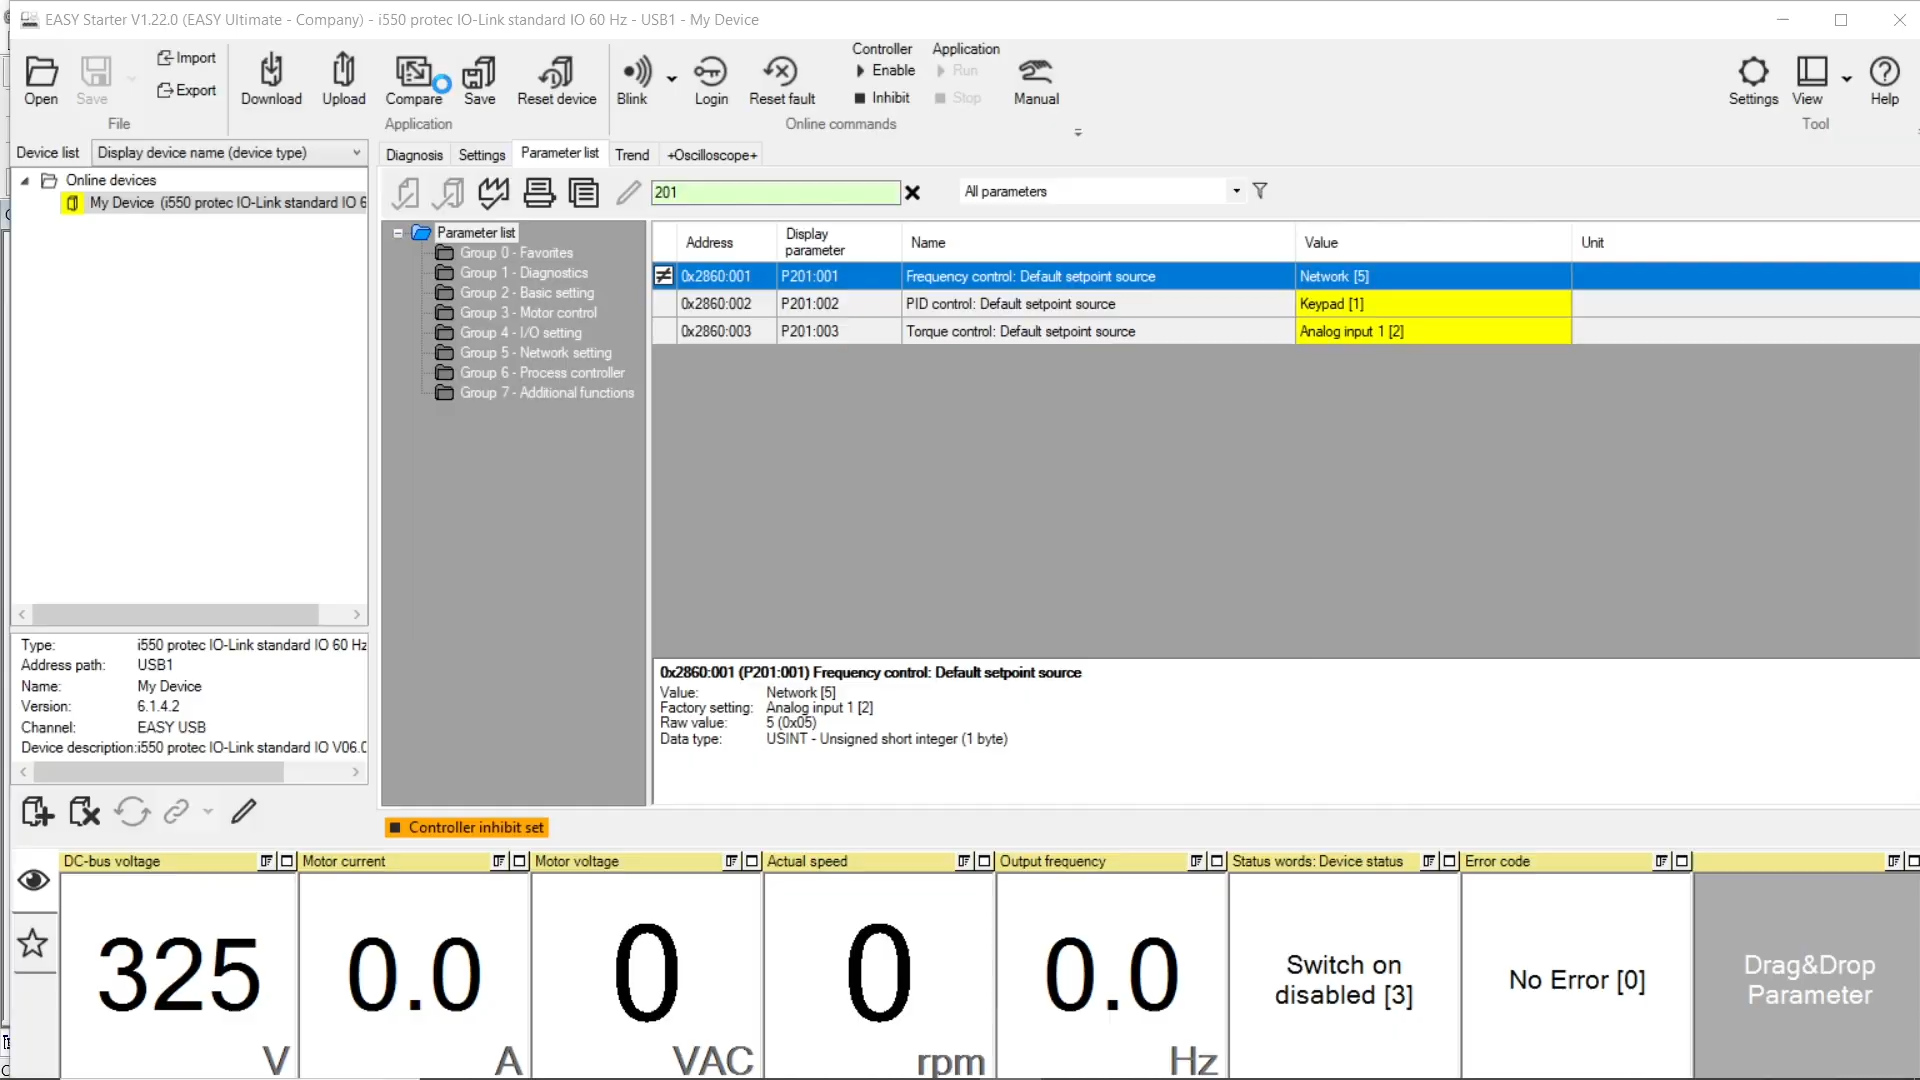 EASY Starter V1.22.0 (EASY Ultimate - Company) - i550 protec IO-Link standard IO 60 Hz - USB1 - My Device
Open
Save
Import
Export
File
Download
Upload
Compare
Save
Reset device
Application
Blink
Login
Reset fault
Controller
Enable
Inhibit
Application
Run
Stop
Manual
Online commands
Settings
View
Help
Tool
Device list
Display device name (device type)
Online devices
My Device (i550 protec IO-Link standard IO 6
Diagnosis
Settings
Parameter list
Trend
+Oscilloscope+
201
All parameters
Parameter list
Group 0 - Favorites
Group 1 - Diagnostics
Group 2 - Basic setting
Group 3 - Motor control
Group 4 - I/O setting
Group 5 - Network setting
Group 6 - Process controller
Group 7 - Additional functions
Address Display parameter Name Value Unit
0x2860:001 P201:001 Frequency control: Default setpoint source Network [5]
0x2860:002 P201:002 PID control: Default setpoint source Keypad [1]
0x2860:003 P201:003 Torque control: Default setpoint source Analog input 1 [2]
Type: i550 protec IO-Link standard IO 60 Hz
Address path: USB1
Name: My Device
Version: 6.1.4.2
Channel: EASY USB
Device description:i550 protec IO-Link standard IO V06.0
0x2860:001 (P201:001) Frequency control: Default setpoint source
Value: Network [5]
Factory setting: Analog input 1 [2]
Raw value: 5 (0x05)
Data type: USINT - Unsigned short integer (1 byte)
Controller inhibit set
DC-bus voltage
325
V
Motor current
0.0
A
Motor voltage
0
VAC
Actual speed
0
rpm
Output frequency
0.0
Hz
Status words: Device status
Switch on
disabled [3]
Error code
No Error [0]
Drag&Drop
Parameter